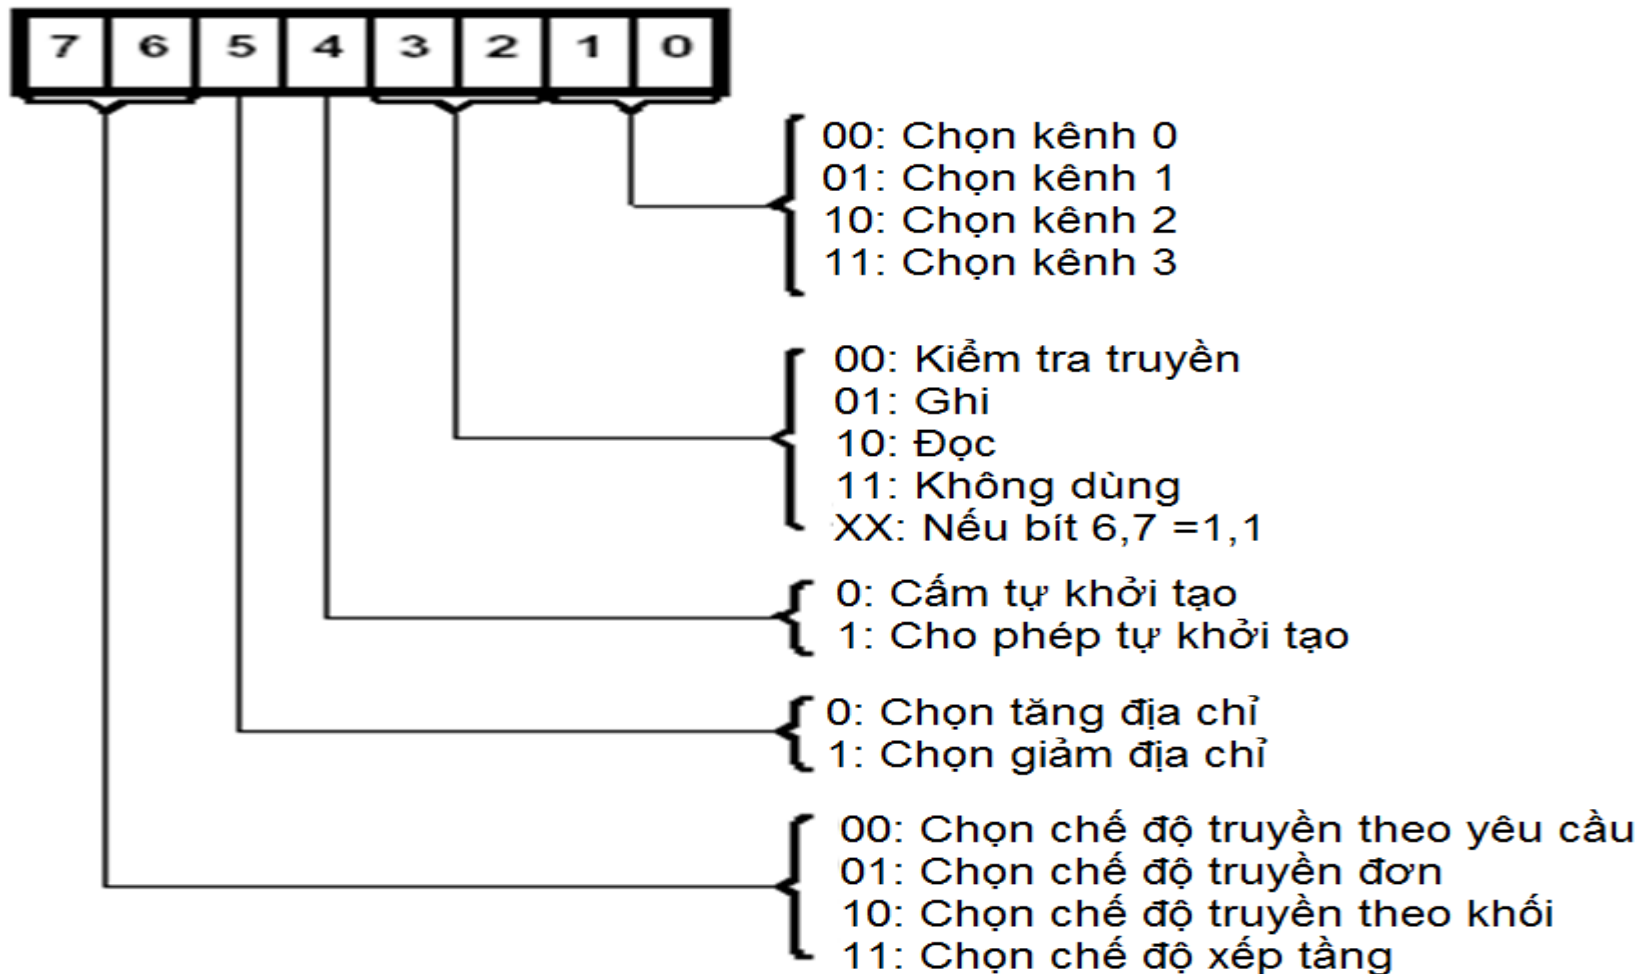 7 6 5 4 3 2 1 0
00: Chọn kênh 0
01: Chọn kênh 1
10: Chọn kênh 2
11: Chọn kênh 3
00: Kiểm tra truyền
01: Ghi
10: Đọc
11: Không dùng
XX: Nếu bít 6,7 =1,1
0: Cấm tự khởi tạo
1: Cho phép tự khởi tạo
0: Chọn tăng địa chỉ
1: Chọn giảm địa chỉ
00: Chọn chế độ truyền theo yêu cầu
01: Chọn chế độ truyền đơn
10: Chọn chế độ truyền theo khối
11: Chọn chế độ xếp tầng